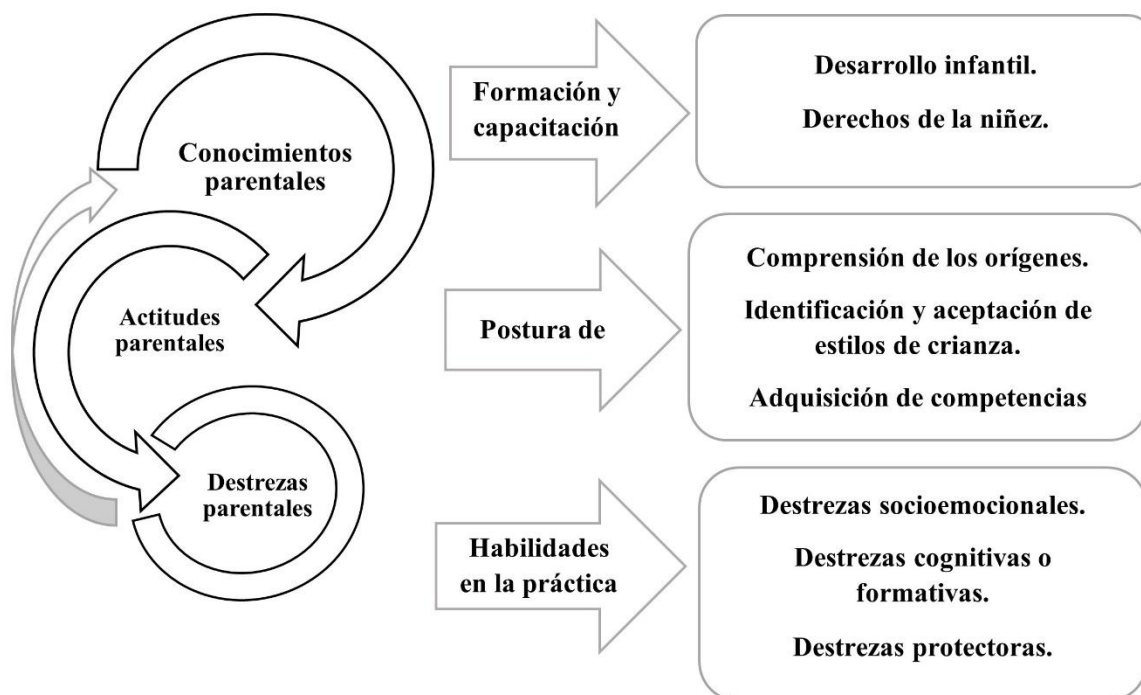 Conocimientos
parentales
Formación y
capacitación
Desarrollo infantil.
Derechos de la niñez.
Actitudes
parentales
Postura de
Comprensión de los orígenes.
Identificación y aceptación de
estilos de crianza.
Adquisición de competencias
Destrezas
parentales
Habilidades
en la práctica
Destrezas socioemocionales.
Destrezas cognitivas o
formativas.
Destrezas protectoras.